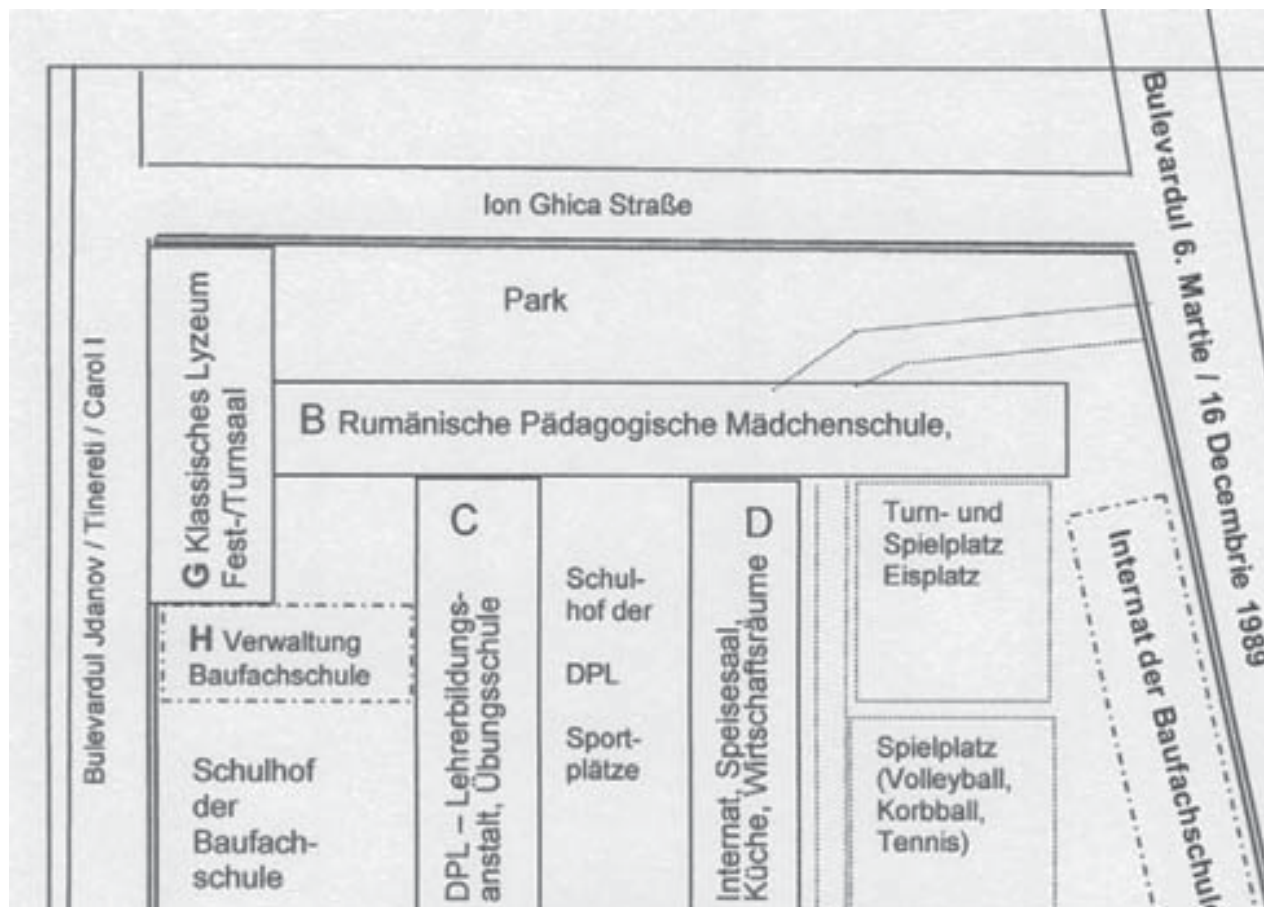 Bulevardul 6. Martie / 16 Decembrie 1989
Ion Ghica Straße
Park
Bulevardul Jdanov / Tinereti / Carol I
G Klassisches Lyzeum
Fest-/Turnsaal
B Rumänische Pädagogische Mädchenschule,
C
DPL – Lehrerbildungs-
anstalt, Übungsschule
Schul-
hof der
DPL
Sport-
plätze
D
Internat, Speisesaal,
Küche, Wirtschaftsräume
Turn- und
Spielplatz
Eisplatz
Internat der Baufachschule
H Verwaltung
Baufachschule
Schulhof
der
Baufach-
schule
Spielplatz
(Volleyball,
Korbball,
Tennis)